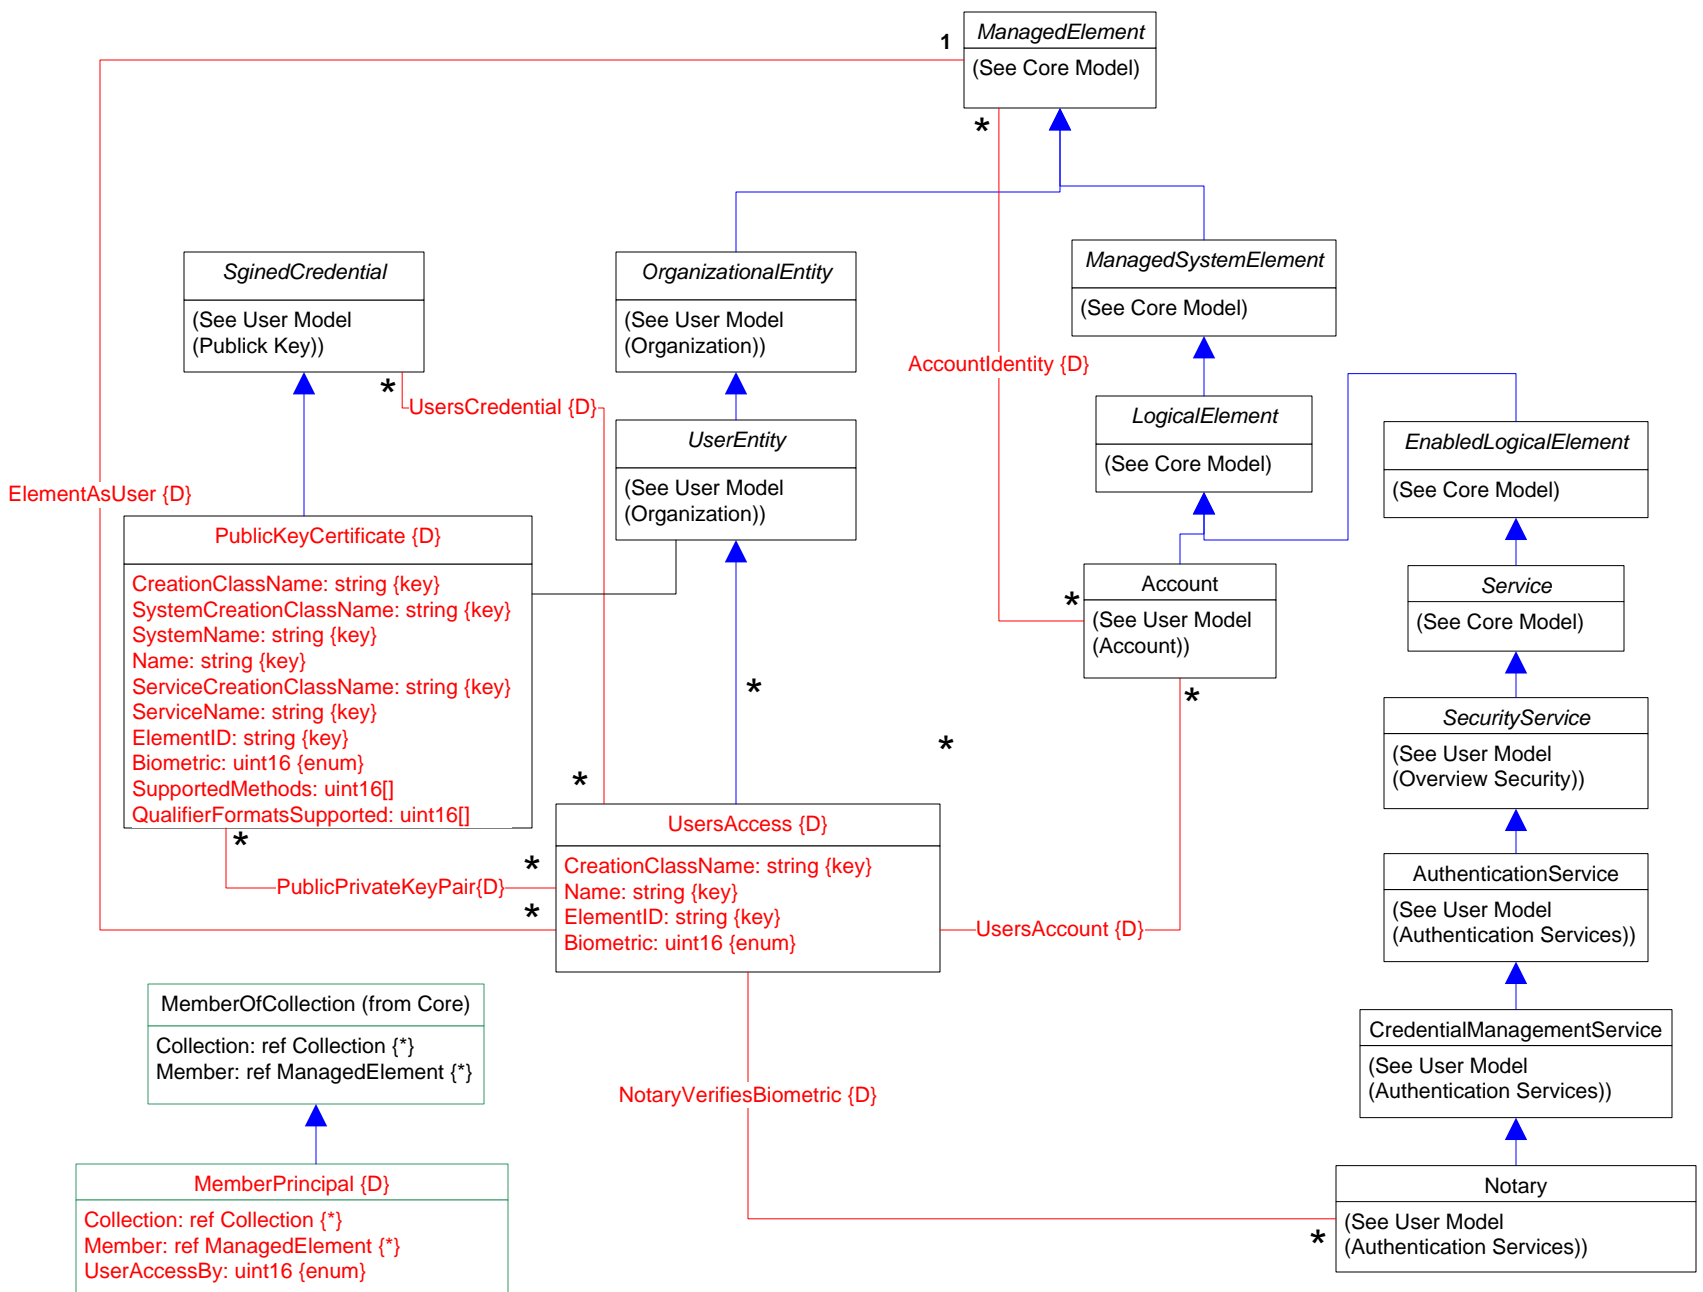 1
ManagedElement
(See Core Model)
*
SginedCredential
(See User Model
(Publick Key))
*
OrganizationalEntity
(See User Model
(Organization))
ManagedSystemElement
(See Core Model)
AccountIdentity {D}
UsersCredential {D}
UserEntity
(See User Model
(Organization))
LogicalElement
(See Core Model)
EnabledLogicalElement
(See Core Model)
ElementAsUser {D}
PublicKeyCertificate {D}
CreationClassName: string {key}
SystemCreationClassName: string {key}
SystemName: string {key}
Name: string {key}
ServiceCreationClassName: string {key}
ServiceName: string {key}
ElementID: string {key}
Biometric: uint16 {enum}
SupportedMethods: uint16[]
QualifierFormatsSupported: uint16[]
*
Account
(See User Model
(Account))
*
*
Service
(See Core Model)
*
*
SecurityService
(See User Model
(Overview Security))
*
*
PublicPrivateKeyPair{D}
*
*
UsersAccess {D}
CreationClassName: string {key}
Name: string {key}
ElementID: string {key}
Biometric: uint16 {enum}
UsersAccount {D}
AuthenticationService
(See User Model
(Authentication Services))
MemberOfCollection (from Core)
Collection: ref Collection {*}
Member: ref ManagedElement {*}
NotaryVerifiesBiometric {D}
CredentialManagementService
(See User Model
(Authentication Services))
MemberPrincipal {D}
Collection: ref Collection {*}
Member: ref ManagedElement {*}
UserAccessBy: uint16 {enum}
*
Notary
(See User Model
(Authentication Services))